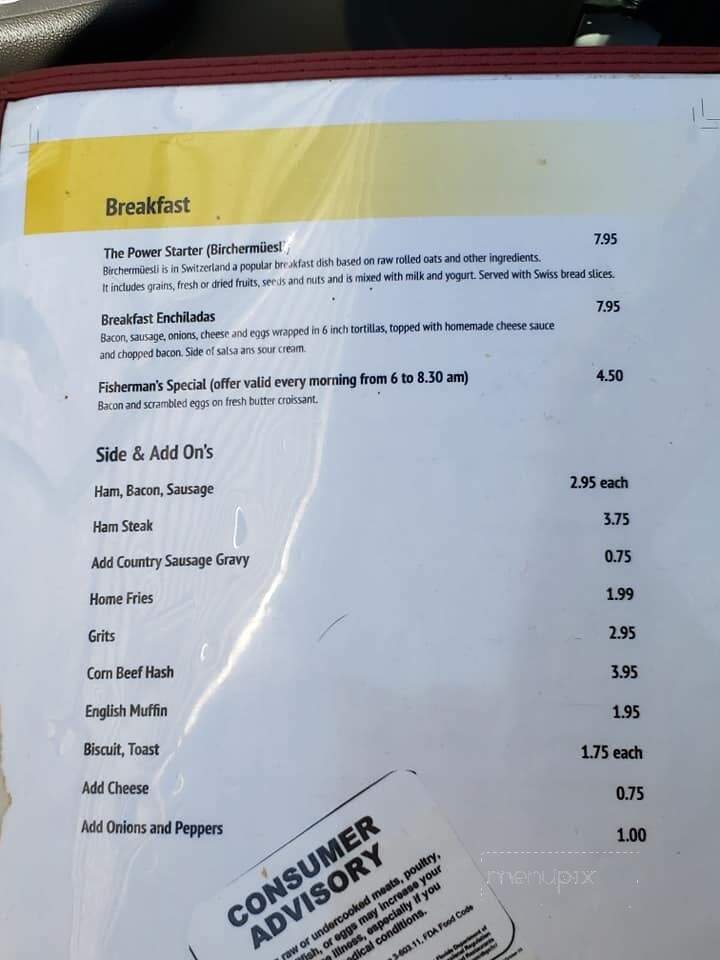 Breakfast
The Power Starter (Birchermüesli) 7.95
Birchermüesli is in Switzerland a popular breakfast dish based on raw rolled oats and other ingredients.
It includes grains, fresh or dried fruits, seeds and nuts and is mixed with milk and yogurt. Served with Swiss bread slices.
Breakfast Enchiladas 7.95
Bacon, sausage, onions, cheese and eggs wrapped in 6 inch tortillas, topped with homemade cheese sauce
and chopped bacon. Side of salsa ans sour cream.
Fisherman's Special (offer valid every morning from 6 to 8.30 am) 4.50
Bacon and scrambled eggs on fresh butter croissant.
Side & Add On's
Ham, Bacon, Sausage 2.95 each
Ham Steak 3.75
Add Country Sausage Gravy 0.75
Home Fries 1.99
Grits 2.95
Corn Beef Hash 3.95
English Muffin 1.95
Biscuit, Toast 1.75 each
Add Cheese 0.75
Add Onions and Peppers 1.00
CONSUMER
ADVISORY
raw or undercooked meats, poultry,
or eggs may increase your
illness, especially if you
conditions.
3-603.11, FDA Food Code
Florida Department of
menupix